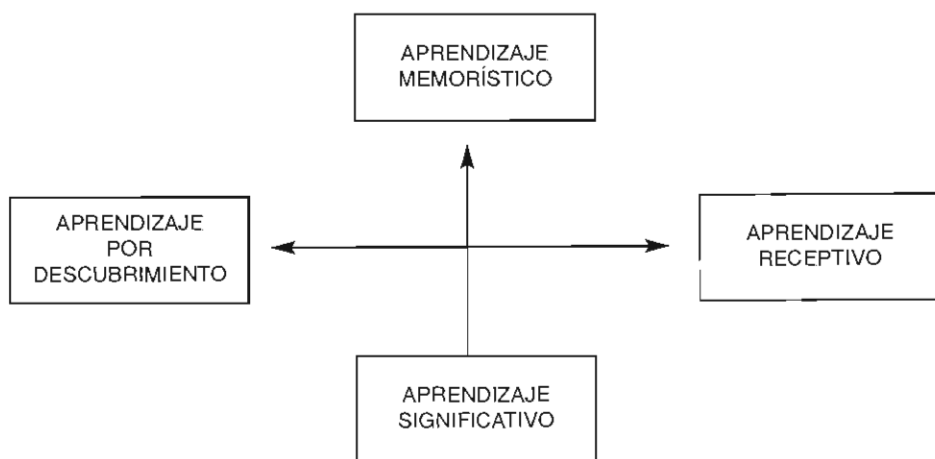 APRENDIZAJE
MEMORÍSTICO
APRENDIZAJE
POR
DESCUBRIMIENTO
APRENDIZAJE
RECEPTIVO
APRENDIZAJE
SIGNIFICATIVO